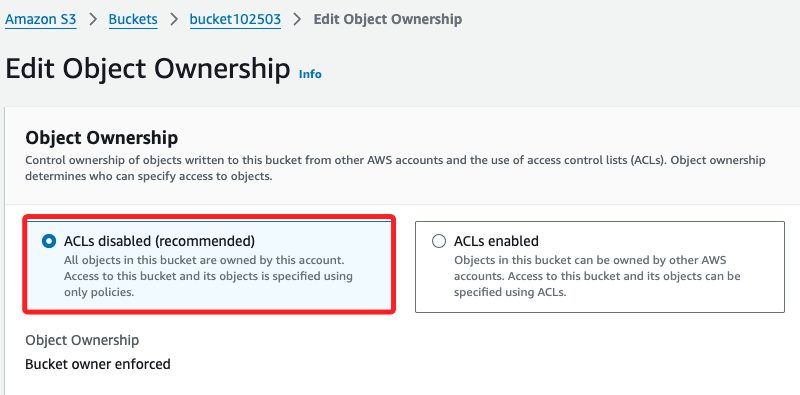 Amazon S3 > Buckets > bucket102503 > Edit Object Ownership
Edit Object Ownership Info
Object Ownership
Control ownership of objects written to this bucket from other AWS accounts and the use of access control lists (ACLs). Object ownership
determines who can specify access to objects.
ACLs disabled (recommended)
All objects in this bucket are owned by this account.
Access to this bucket and its objects is specified using
only policies.
ACLs enabled
Objects in this bucket can be owned by other AWS
accounts. Access to this bucket and its objects can be
specified using ACLs.
Object Ownership
Bucket owner enforced